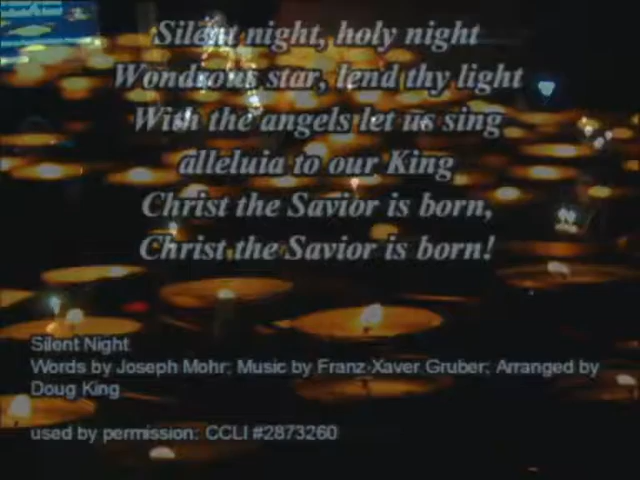 Silent night, holy night
Wondrous star, lend thy light
With the angels let us sing
alleluia to our King
Christ the Savior is born,
Christ the Savior is born!
Silent Night
Words by Joseph Mohr; Music by Franz Xaver Gruber; Arranged by
Doug King
used by permission: CCLI #2873260